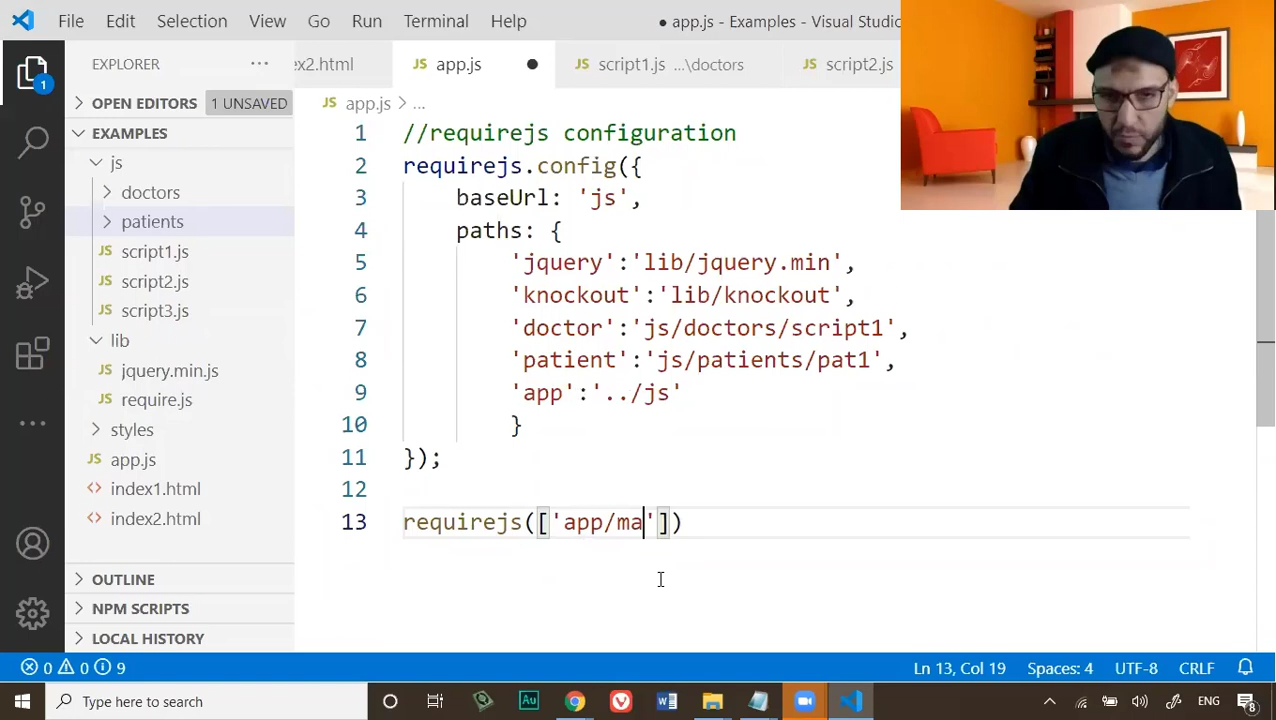 File Edit Selection View Go Run Terminal Help
● app.js - Examples - Visual Studio
EXPLORER ...
ex2.html
JS app.js ●
JS script1.js ...\doctors
JS script2.js
1
OPEN EDITORS 1 UNSAVED
JS app.js > ...
EXAMPLES
js
doctors
patients
JS script1.js
JS script2.js
JS script3.js
lib
JS jquery.min.js
JS require.js
styles
JS app.js
<> index1.html
<> index2.html
OUTLINE
NPM SCRIPTS
LOCAL HISTORY
1 //requirejs configuration
2 requirejs.config({
3 baseUrl: 'js',
4 paths: {
5 'jquery':'lib/jquery.min',
6 'knockout':'lib/knockout',
7 'doctor':'js/doctors/script1',
8 'patient':'js/patients/pat1',
9 'app':'../js'
10 }
11 });
12
13 requirejs(['app/ma'])
0 0 9
Ln 13, Col 19 Spaces: 4 UTF-8 CRLF
Type here to search
Au
W
ENG
8